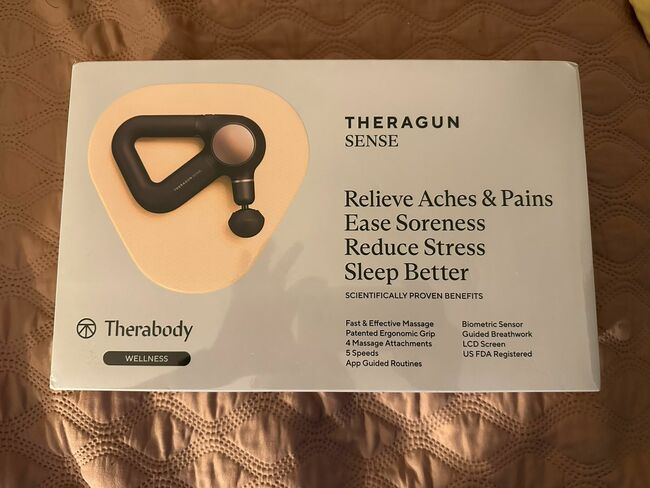 THERAGUN
SENSE
THERAGUN SENSE
Relieve Aches & Pains
Ease Soreness
Reduce Stress
Sleep Better
SCIENTIFICALLY PROVEN BENEFITS
Fast & Effective Massage
Patented Ergonomic Grip
4 Massage Attachments
5 Speeds
App Guided Routines
Biometric Sensor
Guided Breathwork
LCD Screen
US FDA Registered
Therabody
WELLNESS